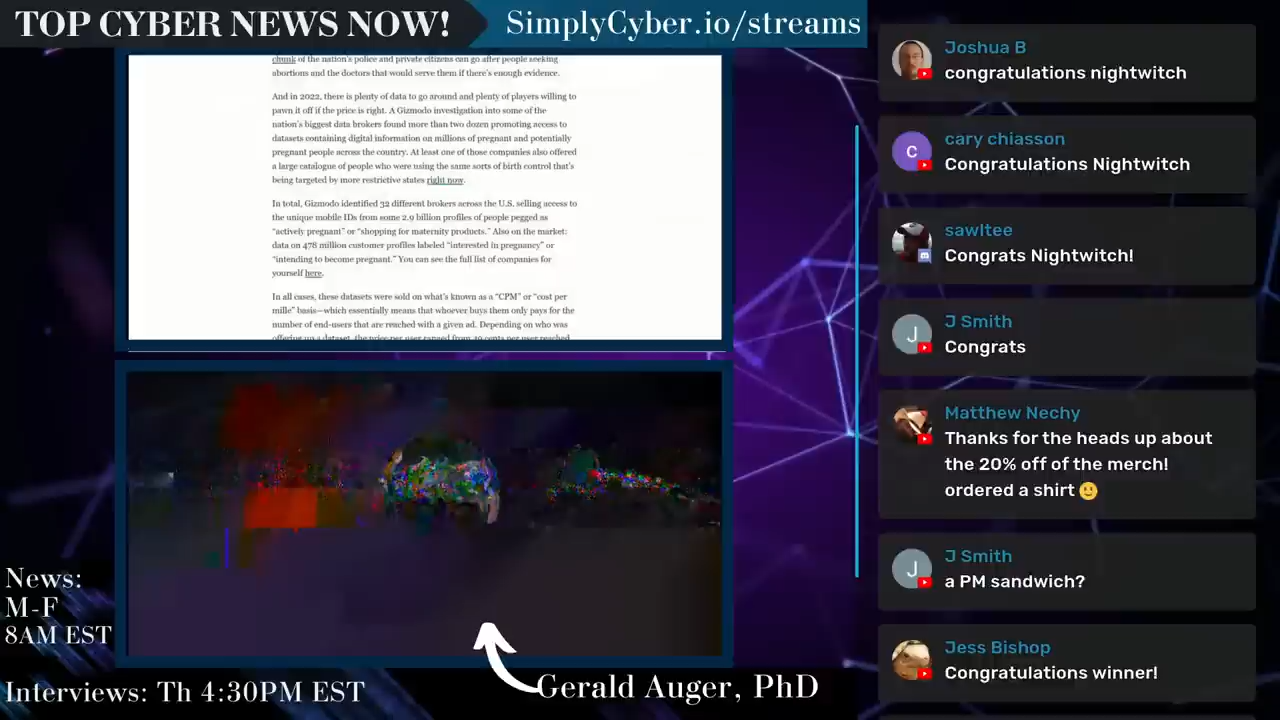 TOP CYBER NEWS NOW!
SimplyCyber.io/streams
chunk of the nation's police and private citizens can go after people seeking
abortions and the doctors that would serve them if there's enough evidence.
And in 2022, there is plenty of data to go around and plenty of players willing to
pawn it off if the price is right. A Gizmodo investigation into some of the
nation's biggest data brokers found more than two dozen promoting access to
datasets containing digital information on millions of pregnant and potentially
pregnant people across the country. At least one of those companies also offered
a large catalogue of people who were using the same sorts of birth control that's
being targeted by more restrictive states right now.
In total, Gizmodo identified 32 different brokers across the U.S. selling access to
the unique mobile IDs from some 2.9 billion profiles of people pegged as
"actively pregnant" or "shopping for maternity products." Also on the market:
data on 478 million customer profiles labeled "interested in pregnancy" or
"intending to become pregnant." You can see the full list of companies for
yourself here.
In all cases, these datasets were sold on what's known as a "CPM" or "cost per
mille" basis—which essentially means that whoever buys them only pays for the
number of end-users that are reached with a given ad. Depending on who was
offering up a dataset, the price per user ranged from 49 cents per user reached
News:
M-F
8AM EST
Interviews: Th 4:30PM EST
Gerald Auger, PhD
Joshua B
congratulations nightwitch
C
cary chiasson
Congratulations Nightwitch
sawltee
Congrats Nightwitch!
J
J Smith
Congrats
Matthew Nechy
Thanks for the heads up about
the 20% off of the merch!
ordered a shirt 🙂
J
J Smith
a PM sandwich?
Jess Bishop
Congratulations winner!